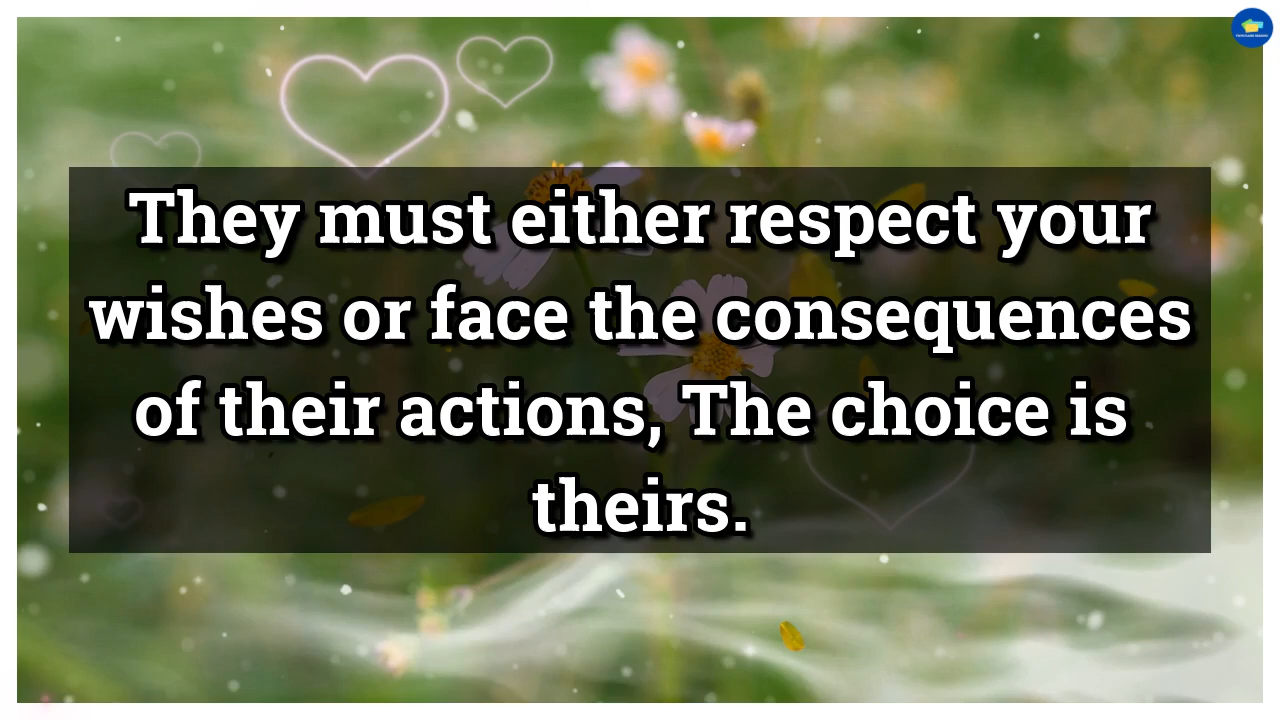 They must either respect your
wishes or face the consequences
of their actions, The choice is
theirs.